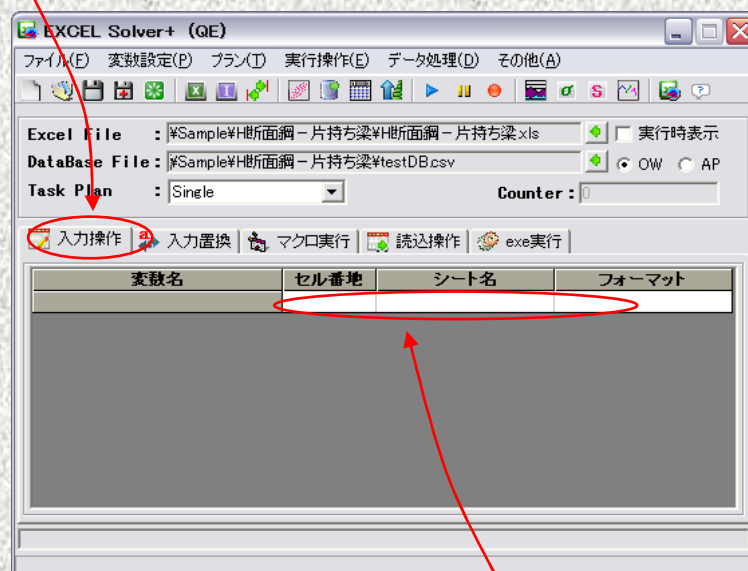 EXCEL Solver+ (QE)
ファイル(F) 変数設定(P) プラン(T) 実行操作(E) データ処理(D) その他(A)
Excel File : ¥Sample¥H断面鋼－片持ち梁¥H断面鋼－片持ち梁.xls 実行時表示
DataBase File : ¥Sample¥H断面鋼－片持ち梁¥testDB.csv OW AP
Task Plan : Single Counter : 0
入力操作 入力置換 マクロ実行 読込操作 exe実行
変数名 セル番地 シート名 フォーマット